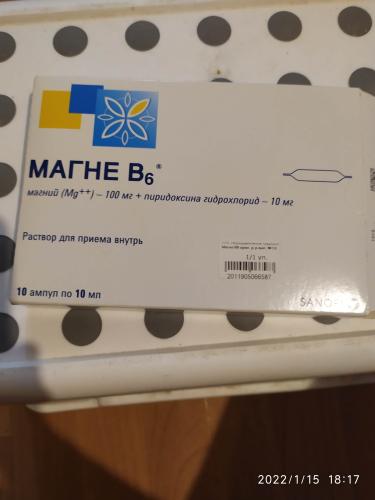 МАГНЕ В6®
магний (Mg++) – 100 мг + пиридоксина гидрохлорид – 10 мг
Раствор для приема внутрь
1/1 уп.
2011905066587
10 ампул по 10 мл
SANOFI
2022/1/15 18:17